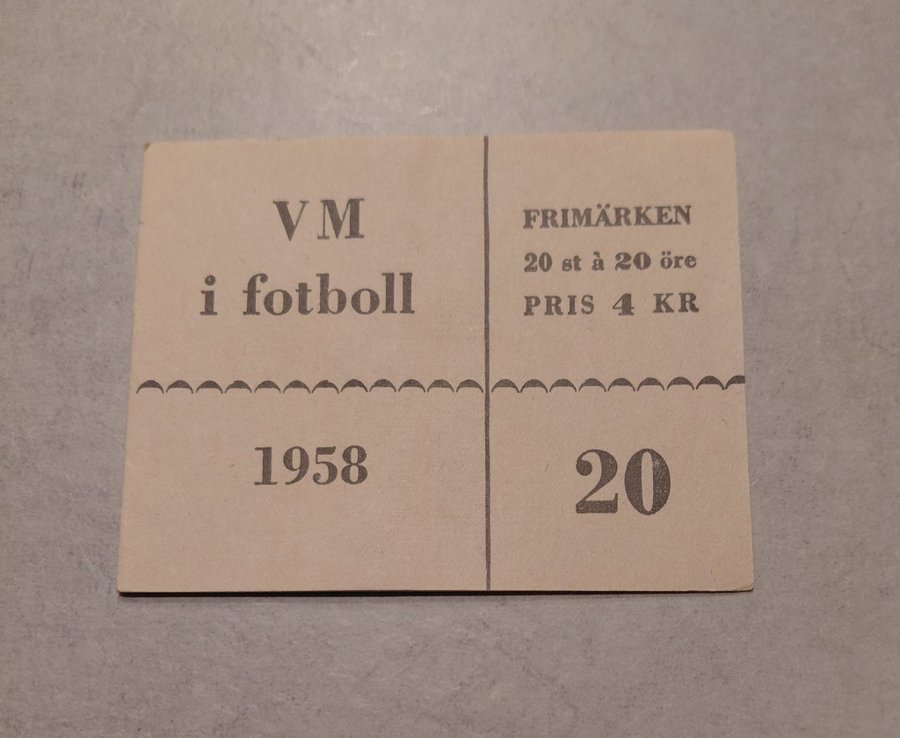 VM
i fotboll
FRIMÄRKEN
20 st à 20 öre
PRIS 4 KR
1958
20